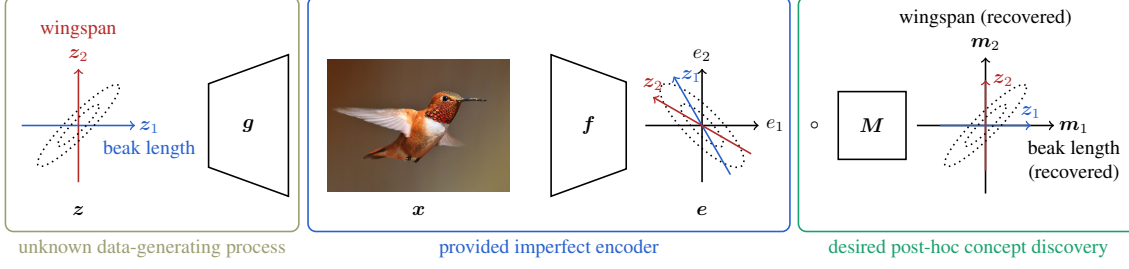 wingspan
z₂
z₁
beak length
z
g
unknown data-generating process
x
f
e₂
z₂
z₁
e₁
e
provided imperfect encoder
wingspan (recovered)
m₂
z₂
z₁
m₁
beak length
(recovered)
∘
M
desired post-hoc concept discovery